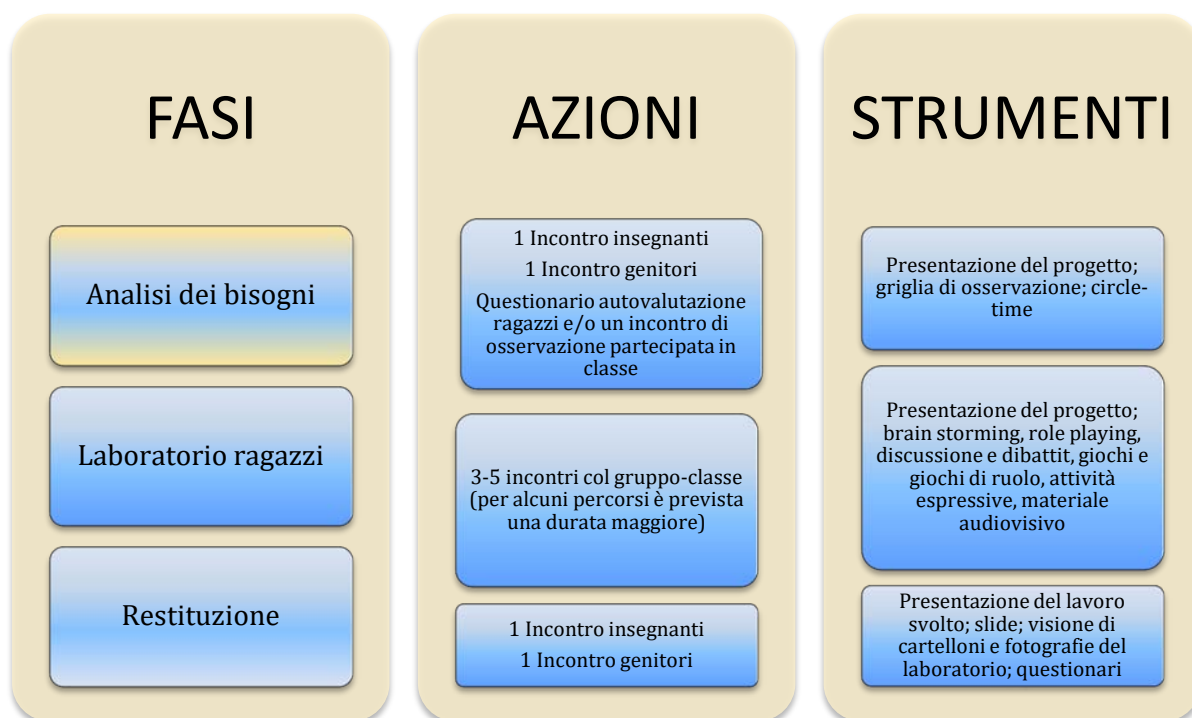 FASI
Analisi dei bisogni
Laboratorio ragazzi
Restituzione
AZIONI
1 Incontro insegnanti
1 Incontro genitori
Questionario autovalutazione
ragazzi e/o un incontro di
osservazione partecipata in
classe
3-5 incontri col gruppo-classe
(per alcuni percorsi è prevista
una durata maggiore)
1 Incontro insegnanti
1 Incontro genitori
STRUMENTI
Presentazione del progetto;
griglia di osservazione; circle-
time
Presentazione del progetto;
brain storming, role playing,
discussione e dibattit, giochi e
giochi di ruolo, attività
espressive, materiale
audiovisivo
Presentazione del lavoro
svolto; slide; visione di
cartelloni e fotografie del
laboratorio; questionari